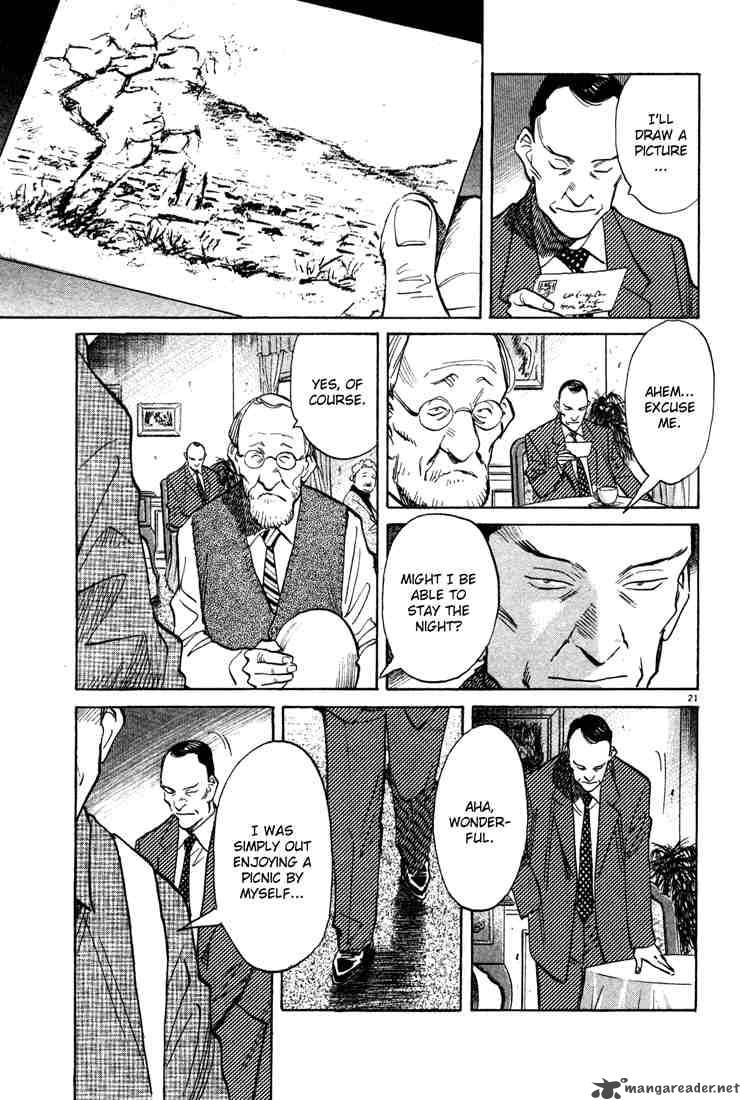 I'LL
DRAW A
PICTURE
...
AHEM...
EXCUSE
ME.
YES, OF
COURSE.
MIGHT I BE
ABLE TO
STAY THE
NIGHT?
21
AHA,
WONDER-
FUL.
I WAS
SIMPLY OUT
ENJOYING A
PICNIC BY
MYSELF...
mangareader.net